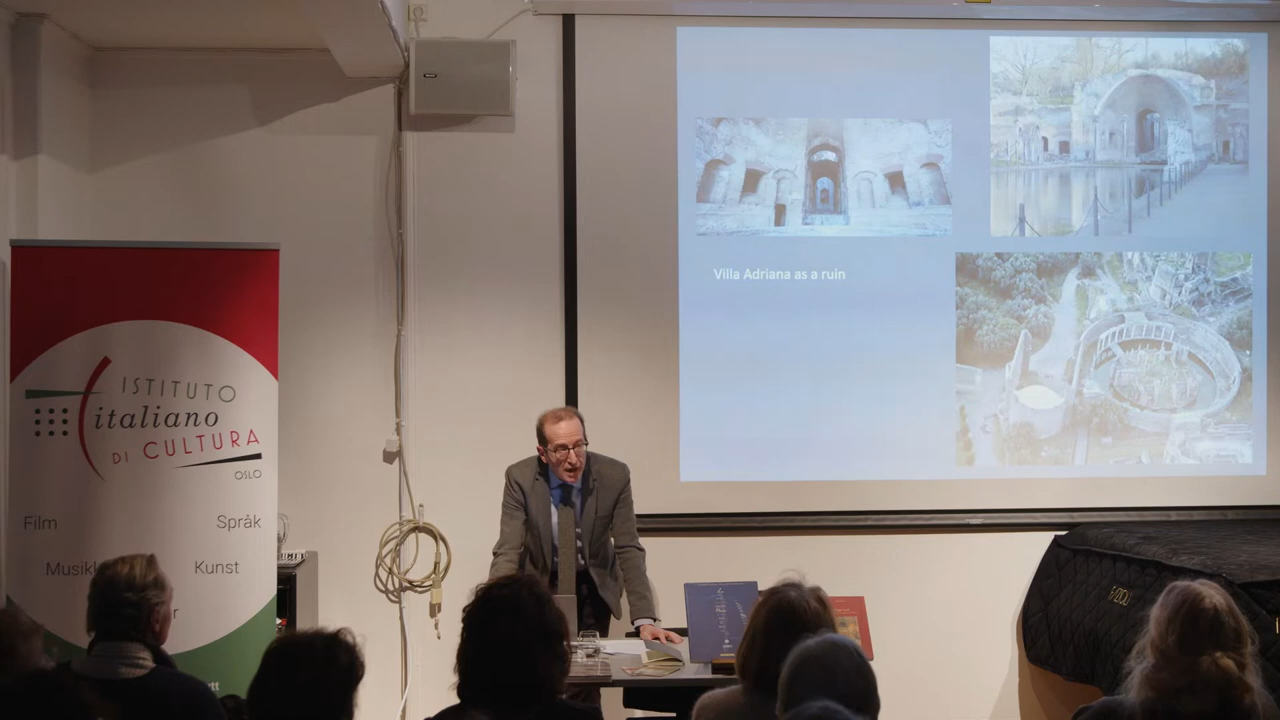 ISTITUTO
italiano
DI CULTURA
OSLO
Film
Språk
Musikk
Kunst
Villa Adriana as a ruin